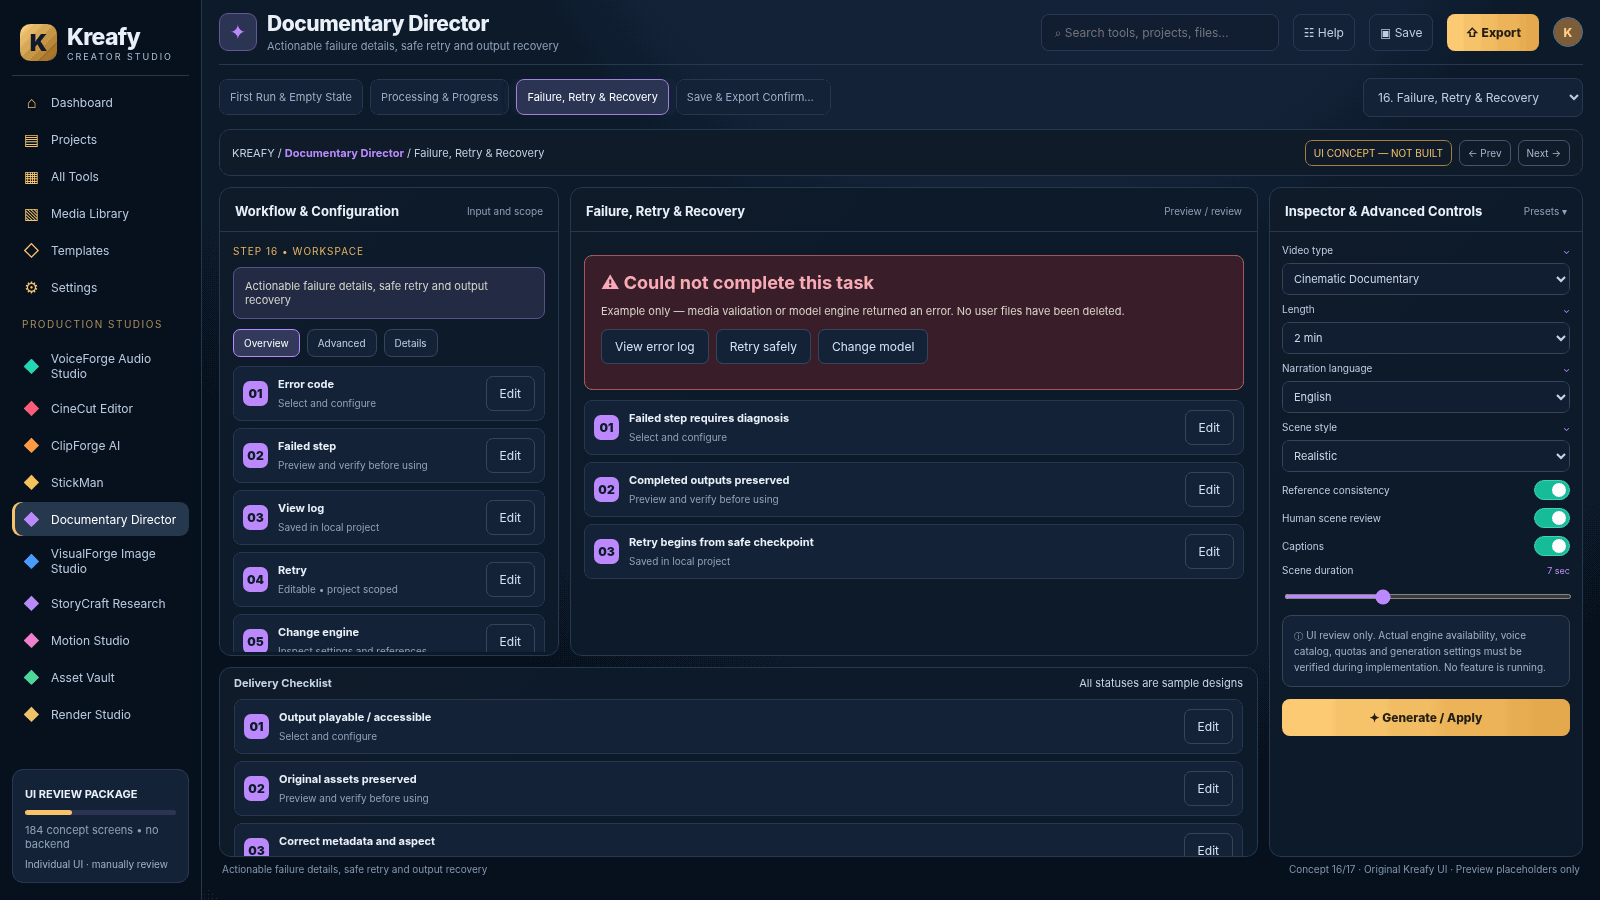 K
Kreafy
CREATOR STUDIO
Dashboard
Projects
All Tools
Media Library
Templates
Settings
PRODUCTION STUDIOS
VoiceForge Audio
Studio
CineCut Editor
ClipForge AI
StickMan
Documentary Director
VisualForge Image
Studio
StoryCraft Research
Motion Studio
Asset Vault
Render Studio
UI REVIEW PACKAGE
184 concept screens • no
backend
Individual UI · manually review
Documentary Director
Actionable failure details, safe retry and output recovery
Search tools, projects, files...
Help
Save
Export
K
First Run & Empty State
Processing & Progress
Failure, Retry & Recovery
Save & Export Confirm...
16. Failure, Retry & Recovery
KREAFY / Documentary Director / Failure, Retry & Recovery
UI CONCEPT — NOT BUILT
← Prev
Next →
Workflow & Configuration
Input and scope
STEP 16 • WORKSPACE
Actionable failure details, safe retry and output
recovery
Overview
Advanced
Details
01
Error code
Select and configure
Edit
02
Failed step
Preview and verify before using
Edit
03
View log
Saved in local project
Edit
04
Retry
Editable • project scoped
Edit
05
Change engine
Inspect settings and references
Edit
Failure, Retry & Recovery
Preview / review
⚠ Could not complete this task
Example only — media validation or model engine returned an error. No user files have been deleted.
View error log
Retry safely
Change model
01
Failed step requires diagnosis
Select and configure
Edit
02
Completed outputs preserved
Preview and verify before using
Edit
03
Retry begins from safe checkpoint
Saved in local project
Edit
Delivery Checklist
All statuses are sample designs
01
Output playable / accessible
Select and configure
Edit
02
Original assets preserved
Preview and verify before using
Edit
03
Correct metadata and aspect
Edit
Inspector & Advanced Controls
Presets ▾
Video type
Cinematic Documentary
Length
2 min
Narration language
English
Scene style
Realistic
Reference consistency
Human scene review
Captions
Scene duration
7 sec
ⓘ UI review only. Actual engine availability, voice
catalog, quotas and generation settings must be
verified during implementation. No feature is running.
✦ Generate / Apply
Actionable failure details, safe retry and output recovery
Concept 16/17 · Original Kreafy UI · Preview placeholders only